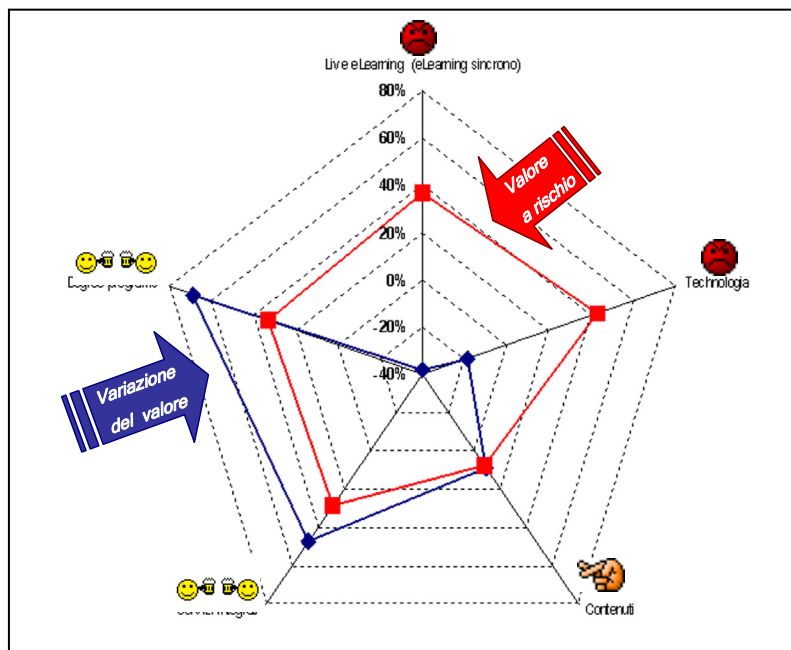 Live eLearning (eLearning sincrono)
80%
60%
40%
20%
0%
-20%
-40%
Valore
a rischio
Technologia
Variazione
del valore
Contenuti